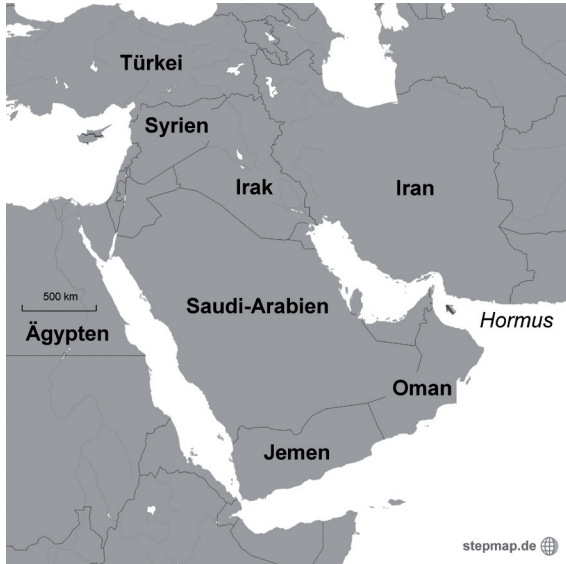 Türkei
Syrien
Irak
Iran
500 km
Saudi-Arabien
Hormus
Ägypten
Oman
Jemen
stepmap.de